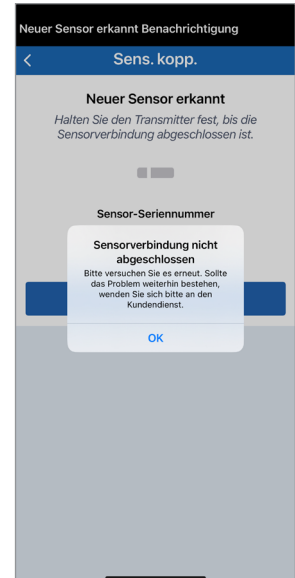 Neuer Sensor erkannt Benachrichtigung
Sens. kopp.
Neuer Sensor erkannt
Halten Sie den Transmitter fest, bis die
Sensorverbindung abgeschlossen ist.
Sensor-Seriennummer
Sensorverbindung nicht
abgeschlossen
Bitte versuchen Sie es erneut. Sollte
das Problem weiterhin bestehen,
wenden Sie sich bitte an den
Kundendienst.
OK